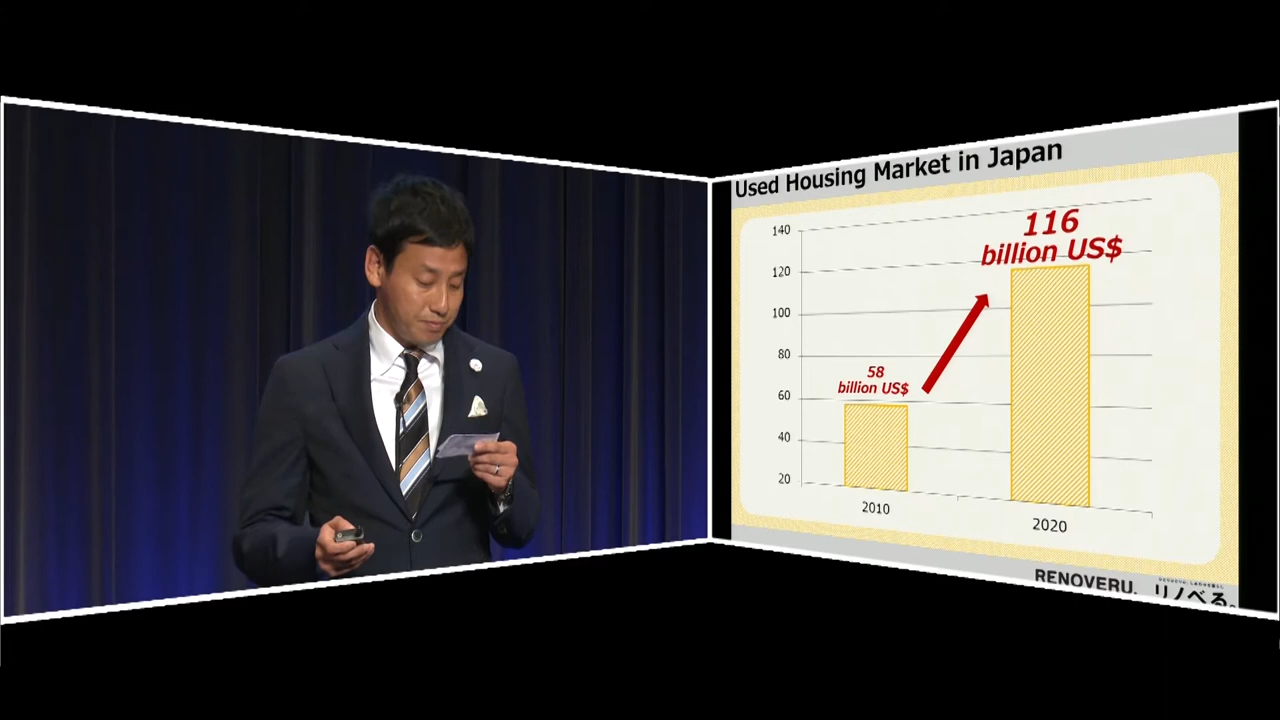 Used Housing Market in Japan
140
120
100
80
60
40
20
116
billion US$
58
billion US$
2010
2020
RENOVERU.
リノベる。